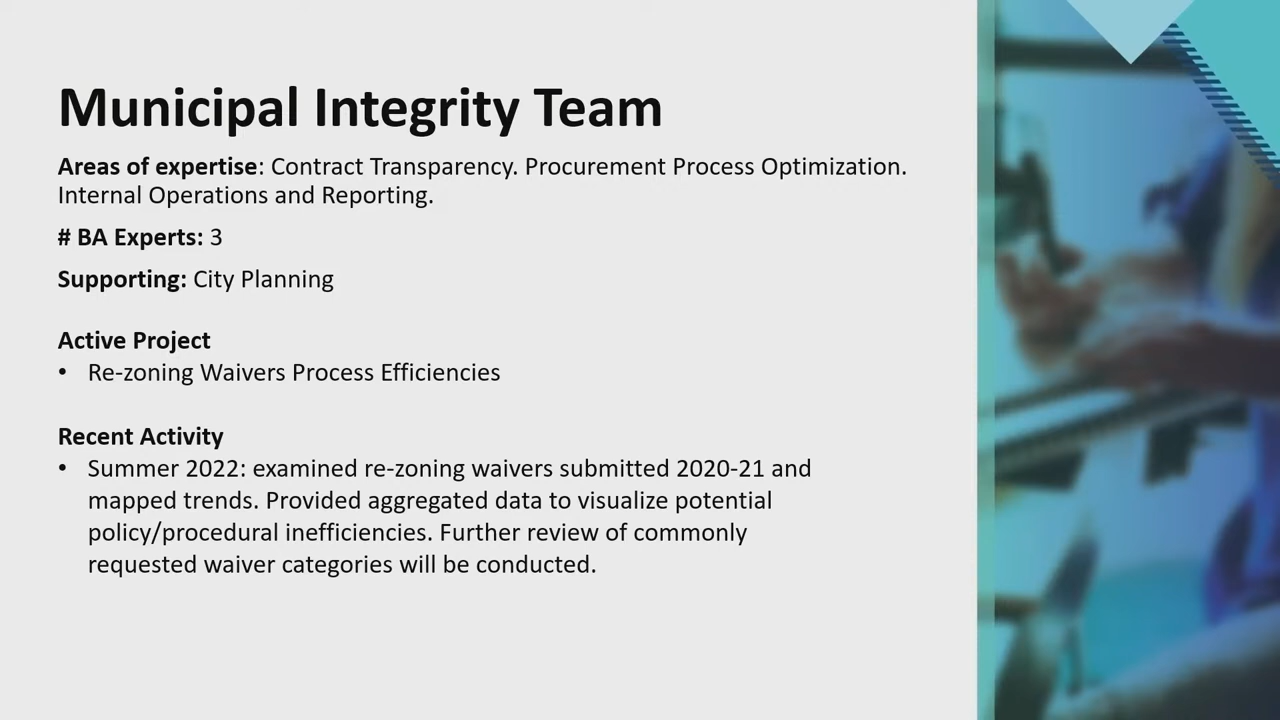 Municipal Integrity Team
Areas of expertise: Contract Transparency. Procurement Process Optimization.
Internal Operations and Reporting.
# BA Experts: 3
Supporting: City Planning
Active Project
• Re-zoning Waivers Process Efficiencies
Recent Activity
• Summer 2022: examined re-zoning waivers submitted 2020-21 and
mapped trends. Provided aggregated data to visualize potential
policy/procedural inefficiencies. Further review of commonly
requested waiver categories will be conducted.